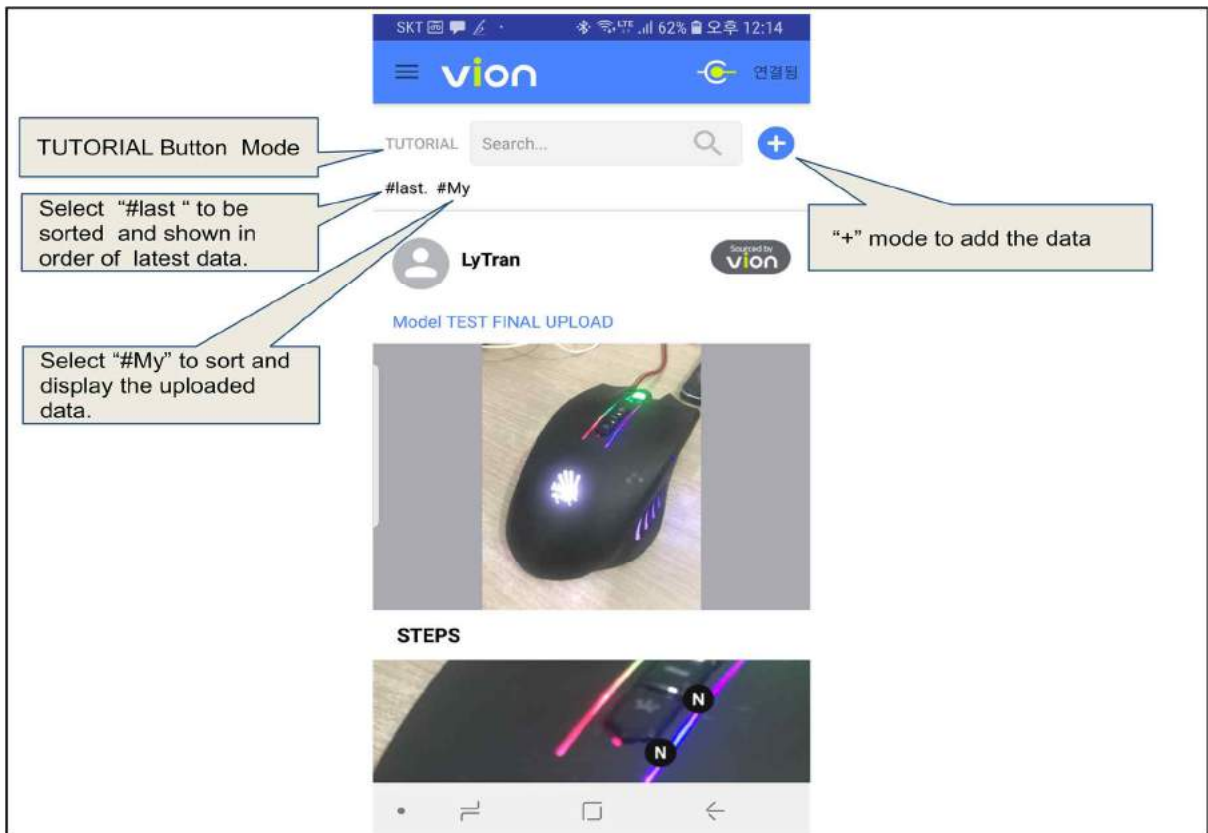 SKT 62% 오후 12:14
vion 연결됨
TUTORIAL Button Mode
TUTORIAL Search...
#last. #My
Select "#last " to be
sorted and shown in
order of latest data.
"+" mode to add the data
LyTran
Sourced by
vion
Model TEST FINAL UPLOAD
Select "#My" to sort and
display the uploaded
data.
STEPS
N
N